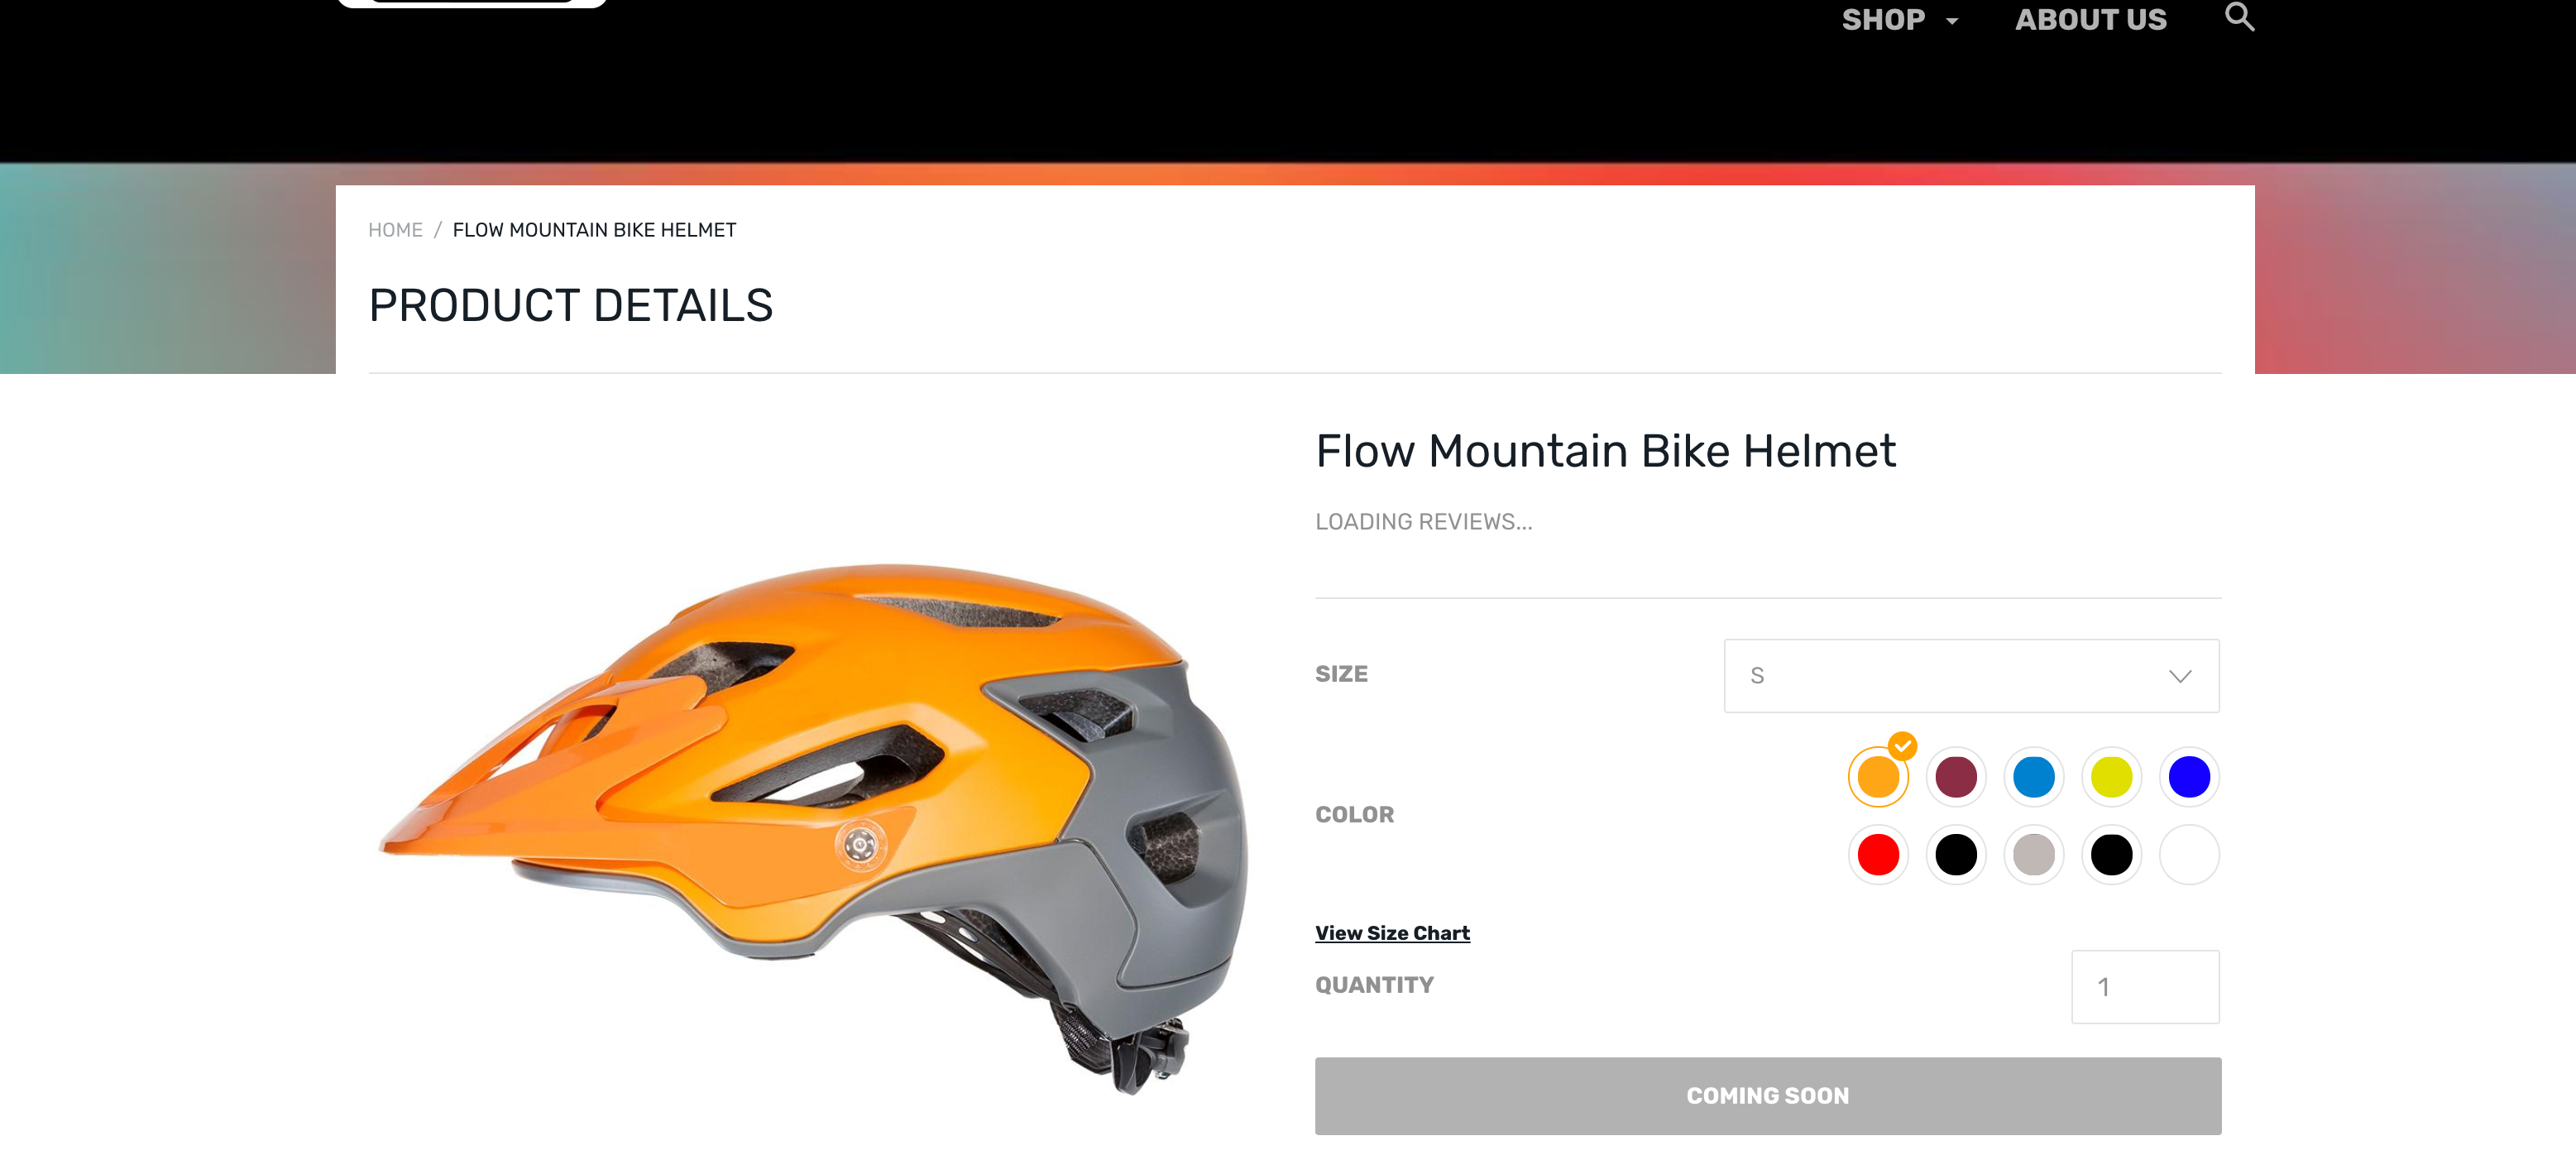 SHOP
ABOUT US
HOME / FLOW MOUNTAIN BIKE HELMET
PRODUCT DETAILS
Flow Mountain Bike Helmet
LOADING REVIEWS...
SIZE
S
COLOR
View Size Chart
QUANTITY
1
COMING SOON